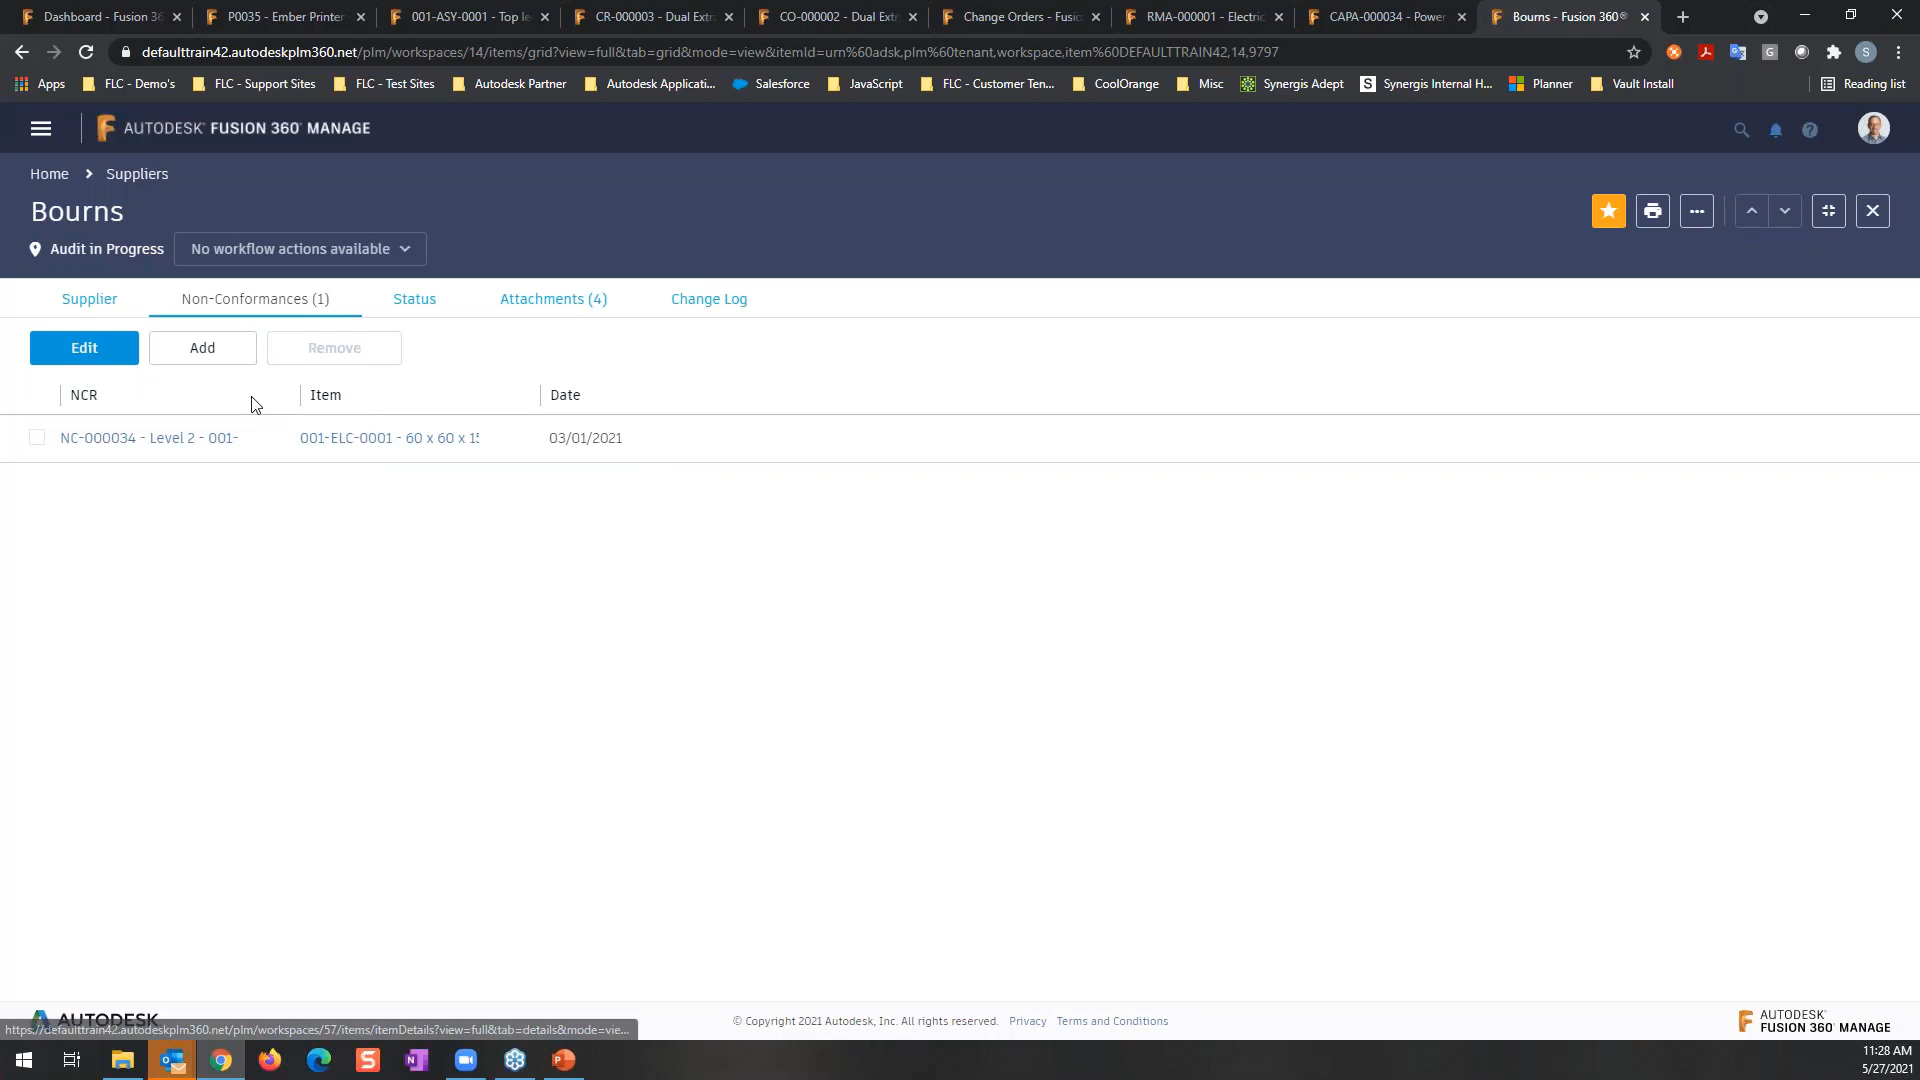 Dashboard - Fusion 36
P0035 - Ember Printer
001-ASY-0001 - Top le
CR-000003 - Dual Extr
CO-000002 - Dual Ext
Change Orders - Fusic
RMA-000001 - Electric
CAPA-000034 - Power
Bourns - Fusion 360®
defaulttrain42.autodeskplm360.net/plm/workspaces/14/items/grid?view=full&tab=grid&mode=view&itemId=urn%60adsk,plm%60tenant,workspace,item%60DEFAULTTRAIN42,14,9797
S
Apps
FLC - Demo's
FLC - Support Sites
FLC - Test Sites
Autodesk Partner
Autodesk Applicati...
Salesforce
JavaScript
FLC - Customer Ten...
CoolOrange
Misc
Synergis Adept
S
Synergis Internal H...
Planner
Vault Install
Reading list
AUTODESK® FUSION 360® MANAGE
Home > Suppliers
Bourns
Audit in Progress
No workflow actions available
Supplier
Non-Conformances (1)
Status
Attachments (4)
Change Log
Edit
Add
Remove
NCR
Item
Date
NC-000034 - Level 2 - 001-
001-ELC-0001 - 60 x 60 x 15
03/01/2021
AUTODESK
https://defaulttrain42.autodeskplm360.net/plm/workspaces/57/items/itemDetails?view=full&tab=details&mode=vie...
© Copyright 2021 Autodesk, Inc. All rights reserved.
Privacy
Terms and Conditions
AUTODESK®
FUSION 360® MANAGE
11:28 AM
5/27/2021